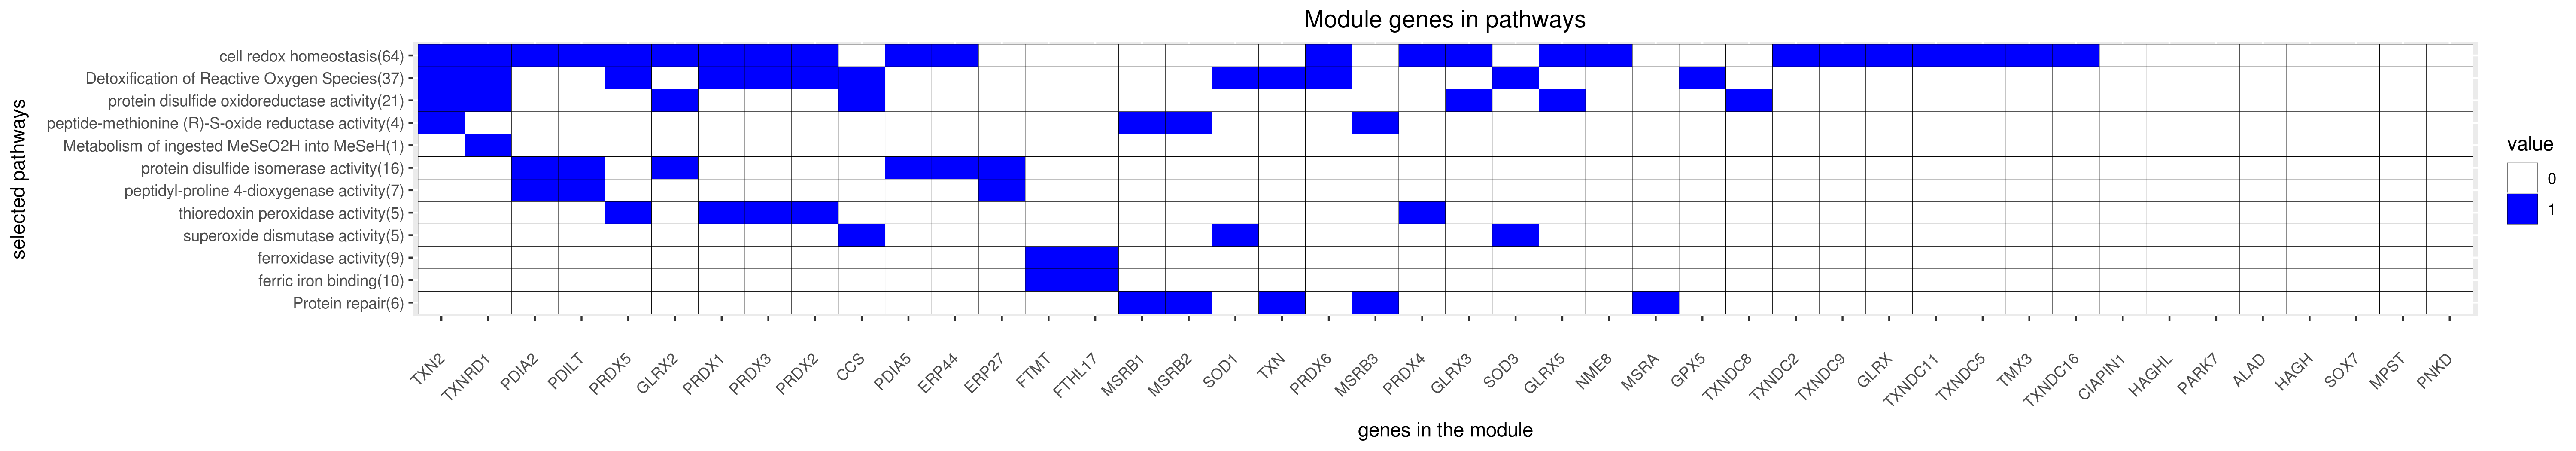 Module genes in pathways
selected pathways
cell redox homeostasis(64)
Detoxification of Reactive Oxygen Species(37)
protein disulfide oxidoreductase activity(21)
peptide-methionine (R)-S-oxide reductase activity(4)
Metabolism of ingested MeSeO2H into MeSeH(1)
protein disulfide isomerase activity(16)
peptidyl-proline 4-dioxygenase activity(7)
thioredoxin peroxidase activity(5)
superoxide dismutase activity(5)
ferroxidase activity(9)
ferric iron binding(10)
Protein repair(6)
TXN2
TXNRD1
PDIA2
PDILT
PRDX5
GLRX2
PRDX1
PRDX3
PRDX2
CCS
PDIA5
ERP44
ERP27
FTMT
FTHL17
MSRB1
MSRB2
SOD1
TXN
PRDX6
MSRB3
PRDX4
GLRX3
SOD3
GLRX5
NME8
MSRA
GPX5
TXNDC8
TXNDC2
TXNDC9
GLRX
TXNDC11
TXNDC5
TMX3
TXNDC16
CIAPIN1
HAGHL
PARK7
ALAD
HAGH
SOX7
MPST
PNKD
genes in the module
value
0
1